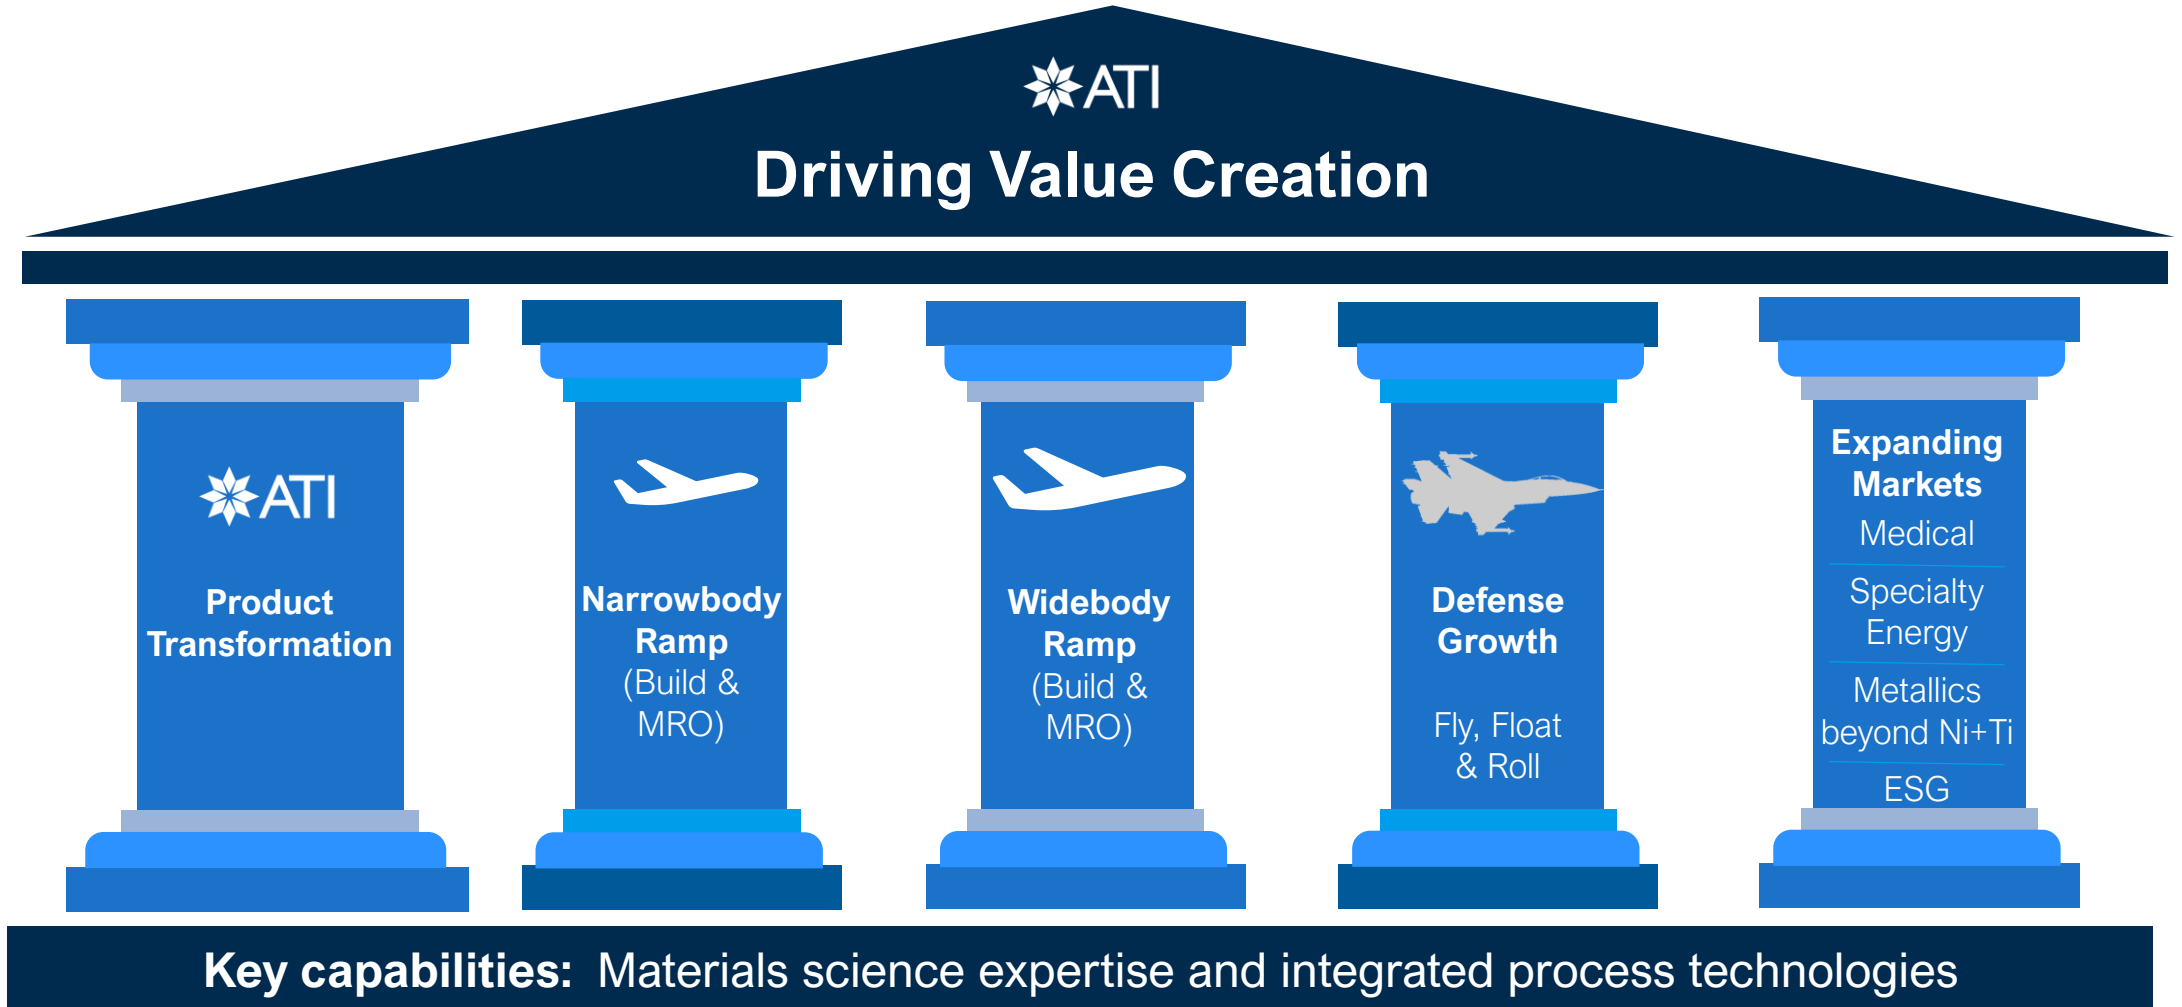 ATI
Driving Value Creation
ATI
Product
Transformation
Narrowbody
Ramp
(Build &
MRO)
Widebody
Ramp
(Build &
MRO)
Defense
Growth
Fly, Float
& Roll
Expanding
Markets
Medical
Specialty
Energy
Metallics
beyond Ni+Ti
ESG
Key capabilities: Materials science expertise and integrated process technologies